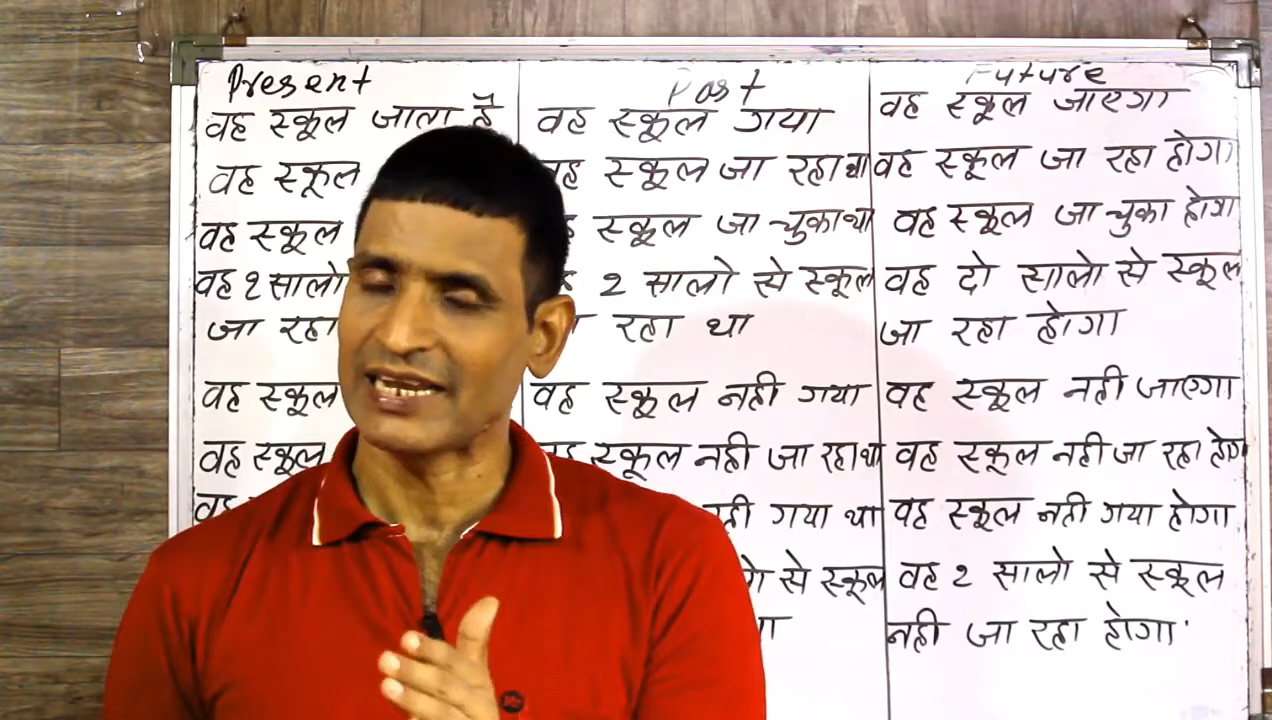 Present
वह स्कूल जाता है
वह स्कूल
वह स्कूल
वह 2 सालो
जा रहा
वह स्कूल
वह स्कूल
वह
Past
वह स्कूल गया
वह स्कूल जा रहा था
स्कूल जा चुका था
2 सालो से स्कूल
रहा था
वह स्कूल नही गया
स्कूल नही जा रहा था
गया था
से स्कूल
Future
वह स्कूल जाएगा
वह स्कूल जा रहा होगा
वह स्कूल जा चुका होगा
वह दो सालो से स्कूल
जा रहा होगा
वह स्कूल नही जाएगा
वह स्कूल नही जा रहा होगा
वह स्कूल नही गया होगा
वह 2 सालो से स्कूल
नही जा रहा होगा